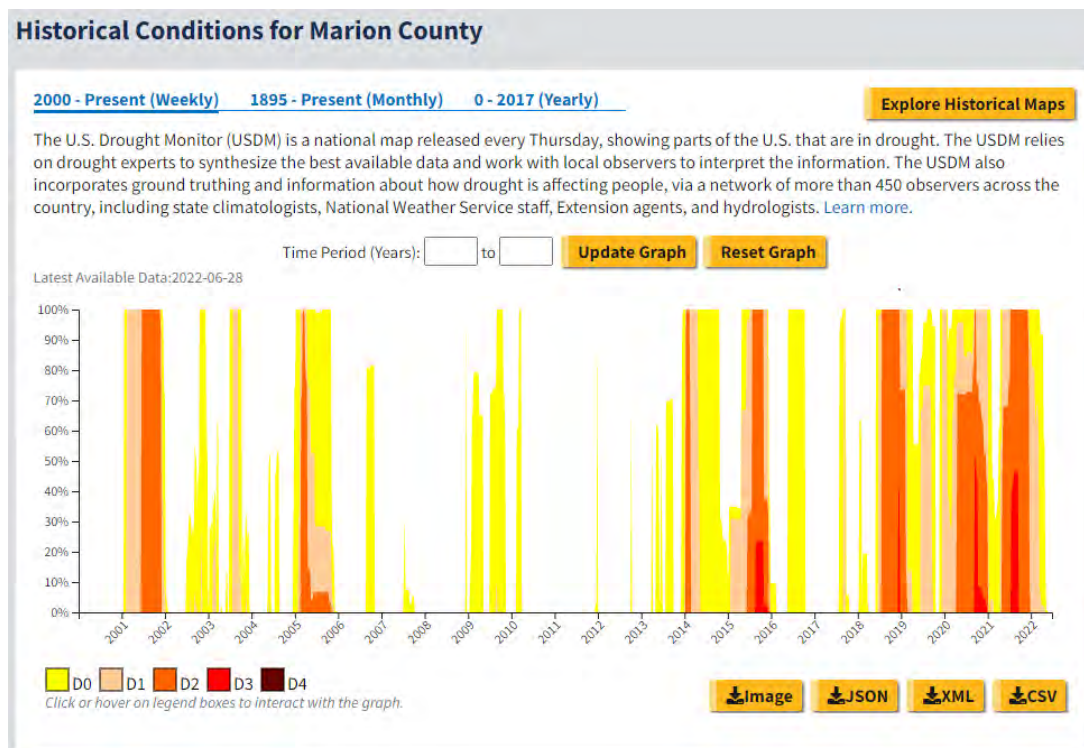 Historical Conditions for Marion County
2000 - Present (Weekly) 1895 - Present (Monthly) 0 - 2017 (Yearly)
Explore Historical Maps
The U.S. Drought Monitor (USDM) is a national map released every Thursday, showing parts of the U.S. that are in drought. The USDM relies
on drought experts to synthesize the best available data and work with local observers to interpret the information. The USDM also
incorporates ground truthing and information about how drought is affecting people, via a network of more than 450 observers across the
country, including state climatologists, National Weather Service staff, Extension agents, and hydrologists. Learn more.
Time Period (Years): to Update Graph Reset Graph
Latest Available Data:2022-06-28
100%
90%
80%
70%
60%
50%
40%
30%
20%
10%
0%
2001 2002 2003 2004 2005 2006 2007 2008 2009 2010 2011 2012 2013 2014 2015 2016 2017 2018 2019 2020 2021 2022
D0 D1 D2 D3 D4
Click or hover on legend boxes to interact with the graph.
Image JSON XML CSV